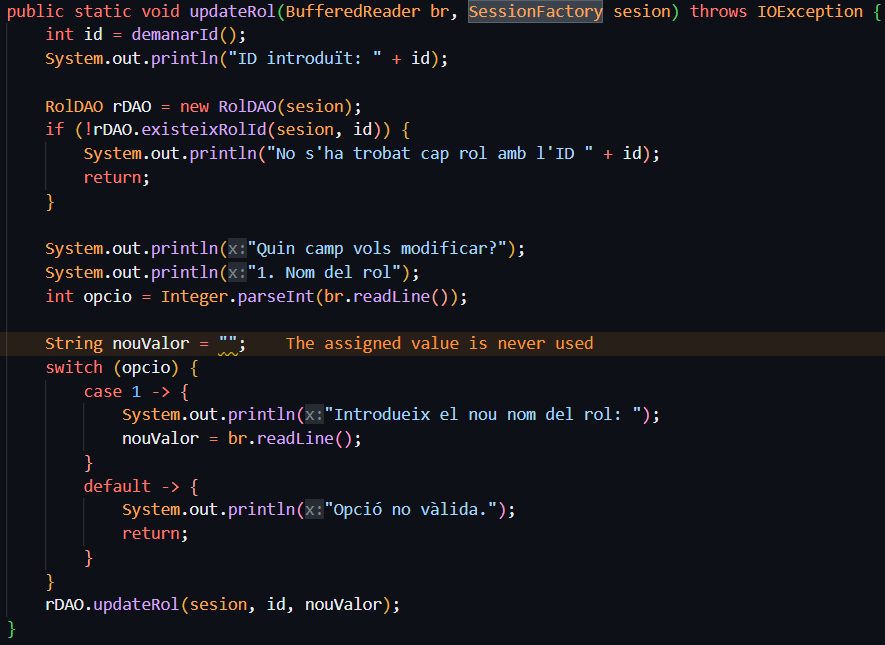 public static void updateRol(BufferedReader br, SessionFactory sesion) throws IOException {
    int id = demanarId();
    System.out.println("ID introduït: " + id);

    RolDAO rDAO = new RolDAO(sesion);
    if (!rDAO.existeixRolId(sesion, id)) {
        System.out.println("No s'ha trobat cap rol amb l'ID " + id);
        return;
    }

    System.out.println(x:"Quin camp vols modificar?");
    System.out.println(x:"1. Nom del rol");
    int opcio = Integer.parseInt(br.readLine());

    String nouValor = "";    The assigned value is never used
    switch (opcio) {
        case 1 -> {
            System.out.println(x:"Introdueix el nou nom del rol: ");
            nouValor = br.readLine();
        }
        default -> {
            System.out.println(x:"Opció no vàlida.");
            return;
        }
    }
    rDAO.updateRol(sesion, id, nouValor);
}